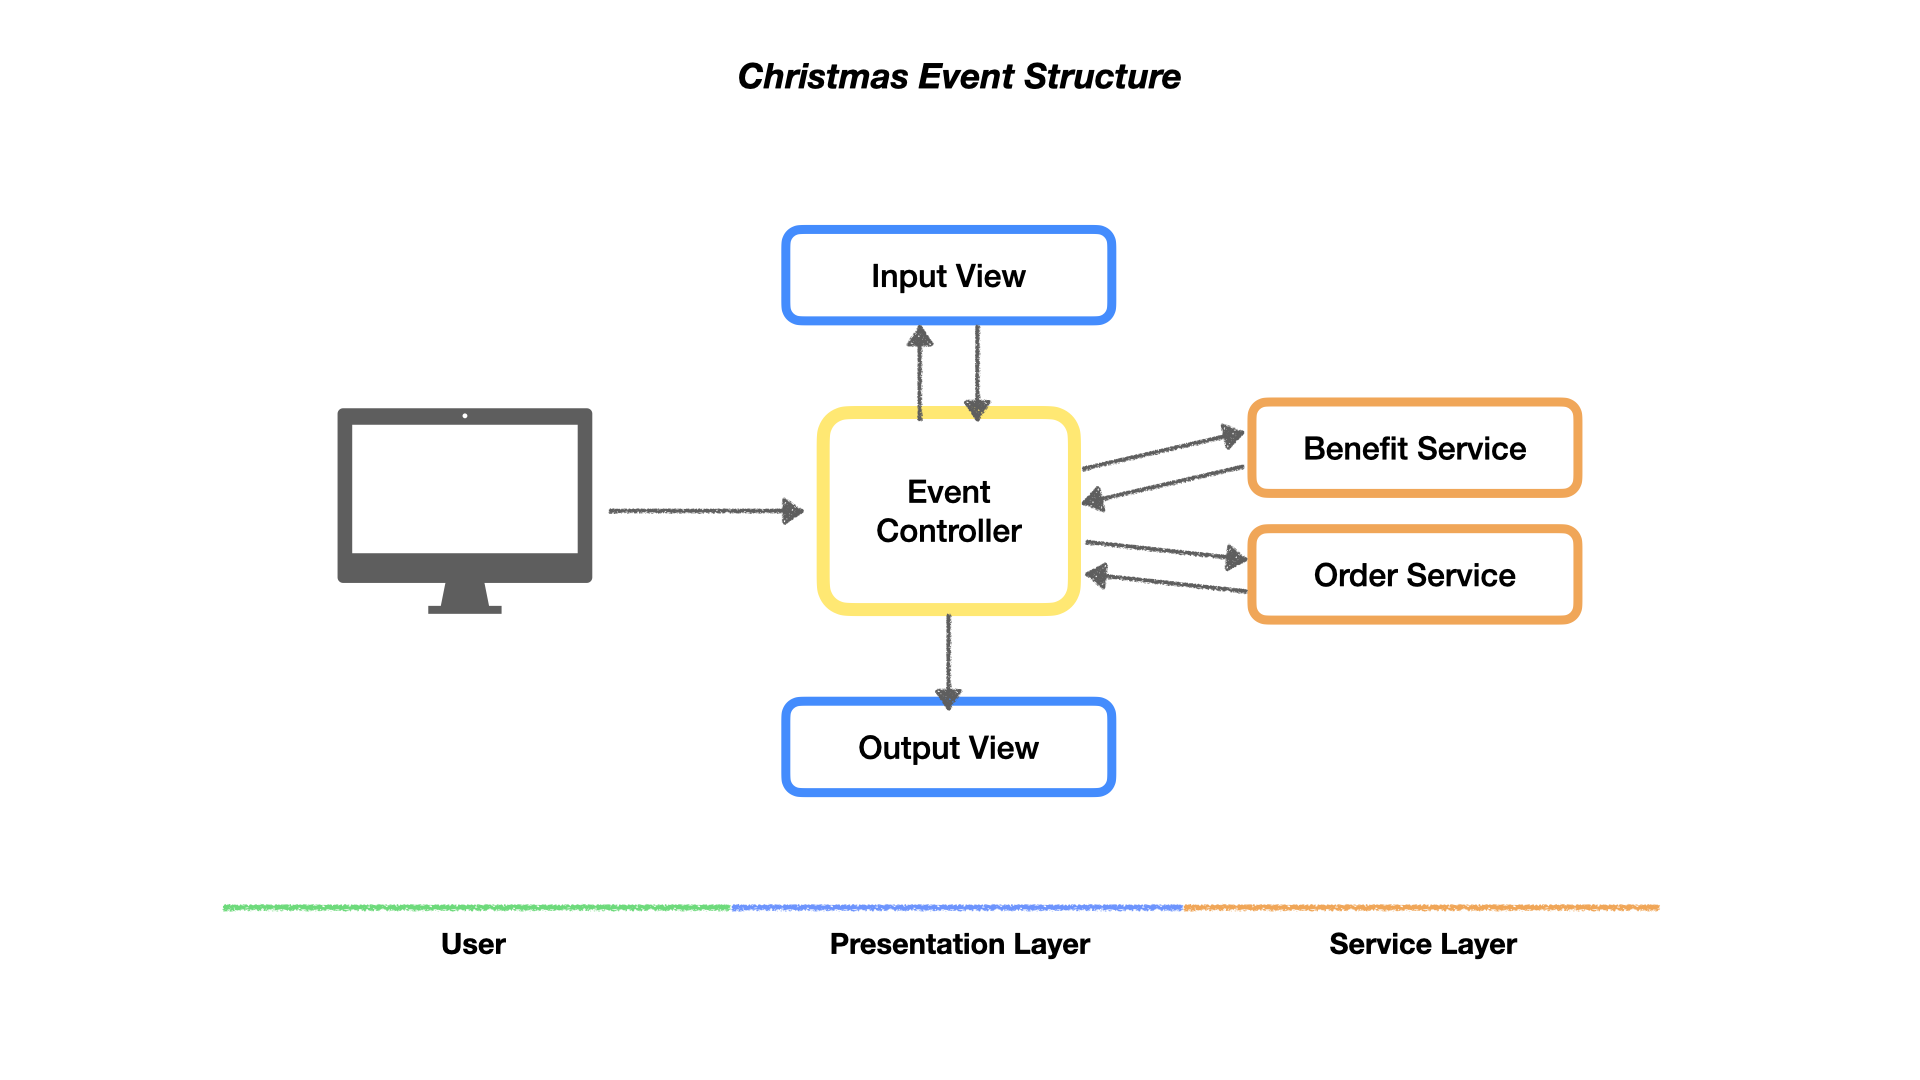 Christmas Event Structure
Input View
Event
Controller
Benefit Service
Order Service
Output View
User
Presentation Layer
Service Layer